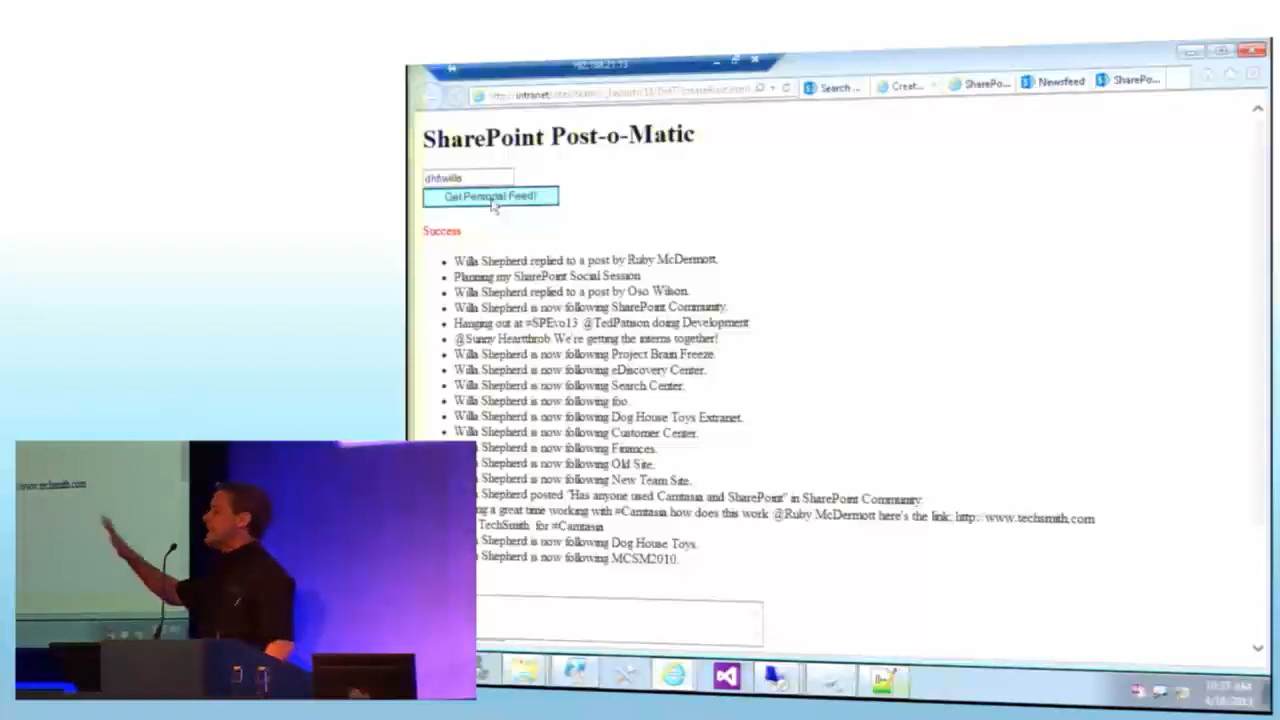 Search ...
Creat...
SharePo...
Newsfeed
SharePo...
SharePoint Post-o-Matic
Get Personal Feed!
Success
Willa Shepherd replied to a post by Ruby McDermott.
Planning my SharePoint Social Session
Willa Shepherd replied to a post by Oso Wilson.
Willa Shepherd is now following SharePoint Community.
Hanging out at #SPEvo13 @TedPattison doing Development
@Sunny Heartthrob We're getting the interns together!
Willa Shepherd is now following Project Brain Freeze.
Willa Shepherd is now following eDiscovery Center.
Willa Shepherd is now following Search Center.
Willa Shepherd is now following foo.
Willa Shepherd is now following Dog House Toys Extranet.
Willa Shepherd is now following Customer Center.
Shepherd is now following Finances.
Shepherd is now following Old Site.
Shepherd is now following New Team Site.
Shepherd posted "Has anyone used Camtasia and SharePoint" in SharePoint Community.
ng a great time working with #Camtasia how does this work @Ruby McDermott here's the link: http: www.techsmith.com
TechSmith for #Camtasia
Shepherd is now following Dog House Toys.
Shepherd is now following MCSM2010.
www.techsmith.com